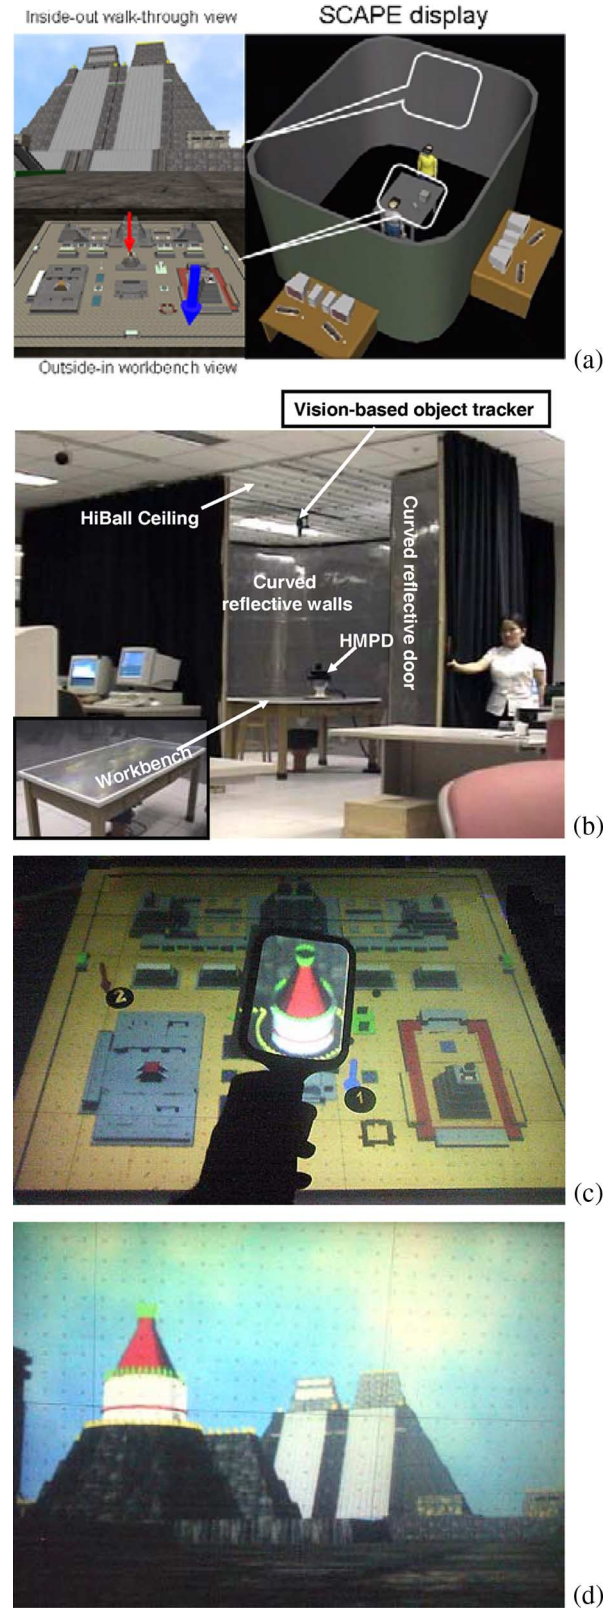 Inside-out walk-through view
SCAPE display
Outside-in workbench view
(a)
Vision-based object tracker
HiBall Ceiling
Curved
reflective walls
Curved reflective door
HMPD
Workbench
(b)
2
1
(c)
(d)